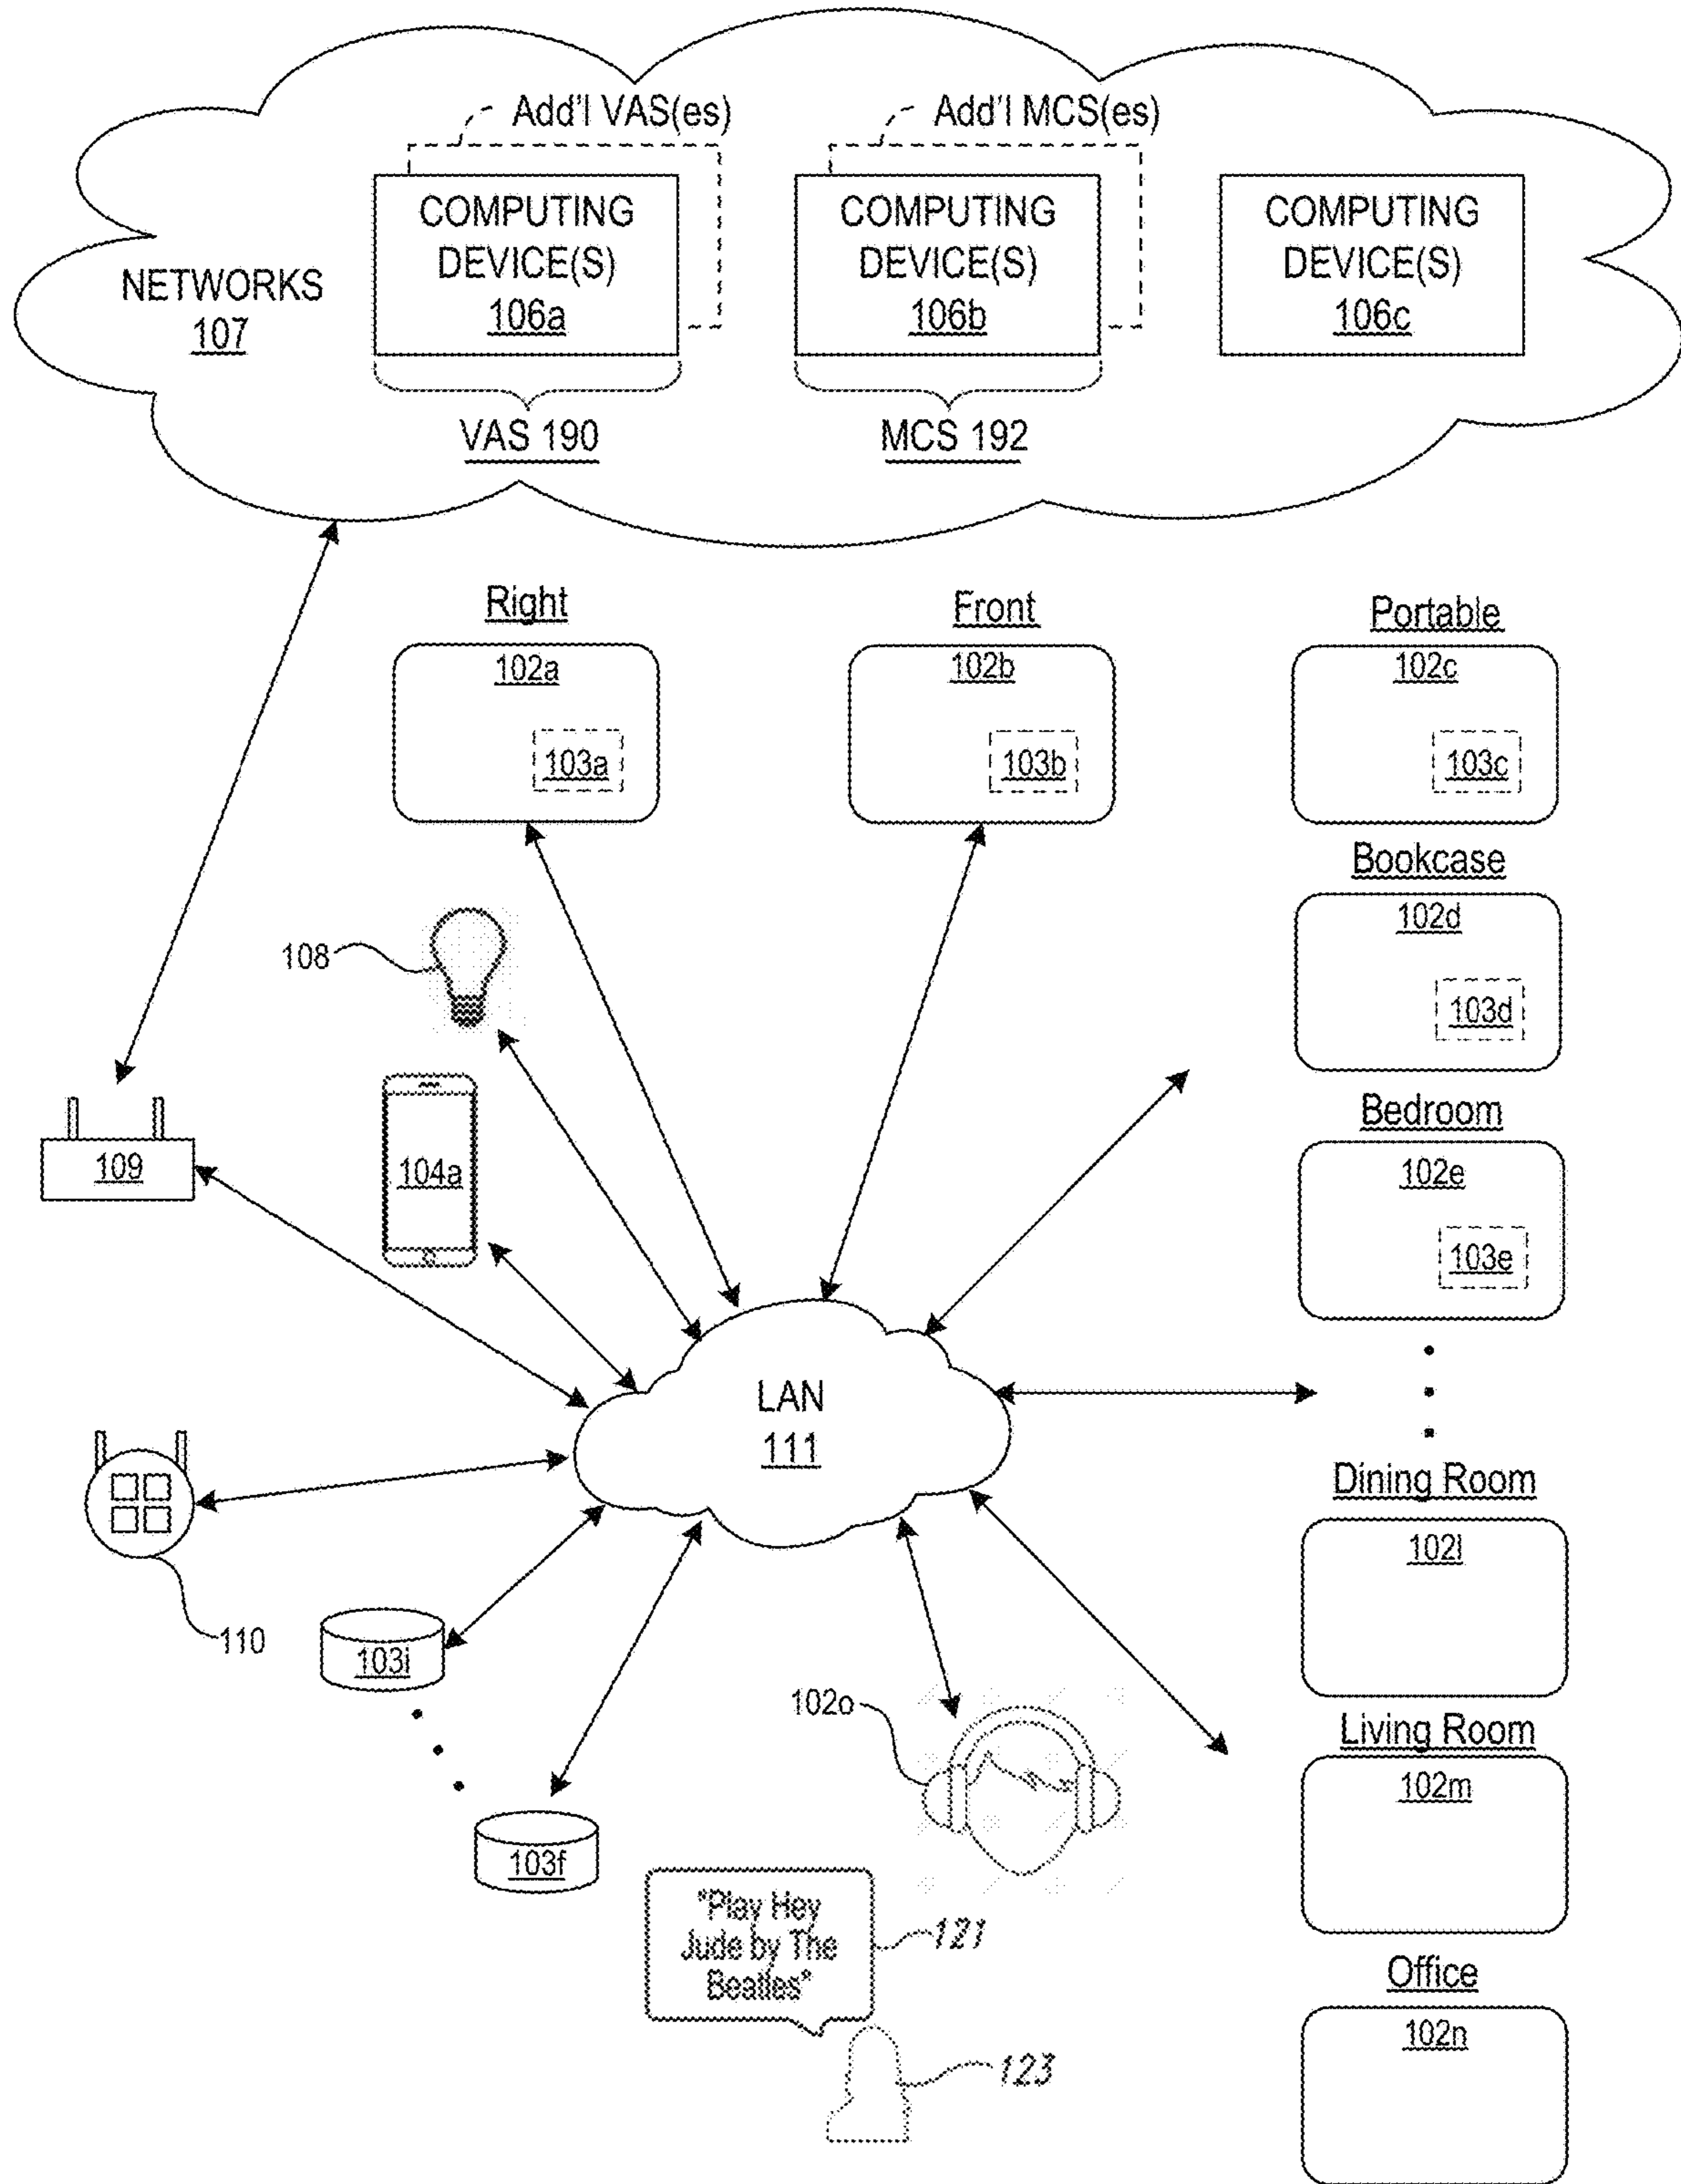 Add'l VAS(es)
Add'l MCS(es)
COMPUTING
DEVICE(S)
106a
COMPUTING
DEVICE(S)
106b
COMPUTING
DEVICE(S)
106c
NETWORKS
107
VAS 190
MCS 192
Right
102a
103a
Front
102b
103b
Portable
102c
103c
Bookcase
102d
103d
Bedroom
102e
103e
108
104a
109
LAN
111
110
103i
103f
102o
Dining Room
102l
Living Room
102m
Office
102n
"Play Hey
Jude by The
Beatles"
121
123